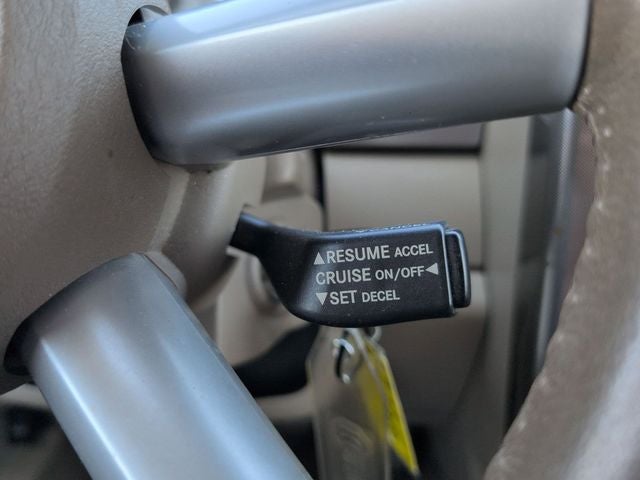 ▲RESUME ACCEL
CRUISE ON/OFF◀
▼SET DECEL